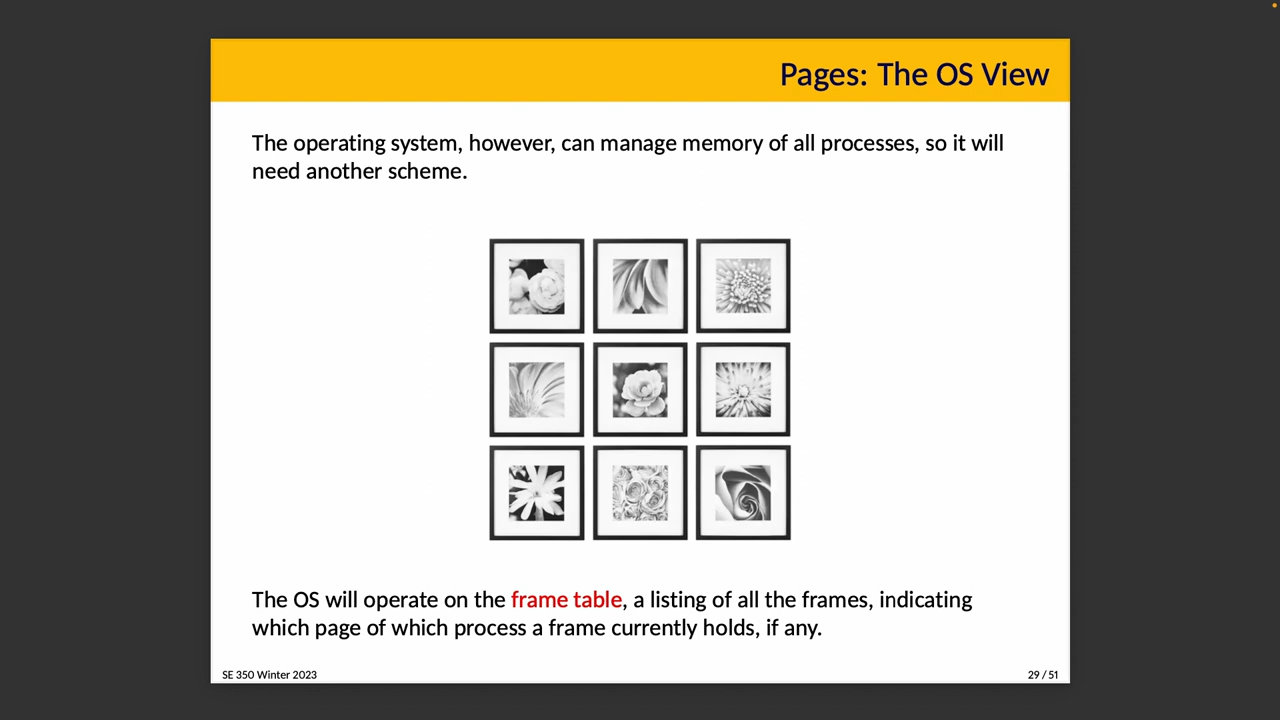 Pages: The OS View
The operating system, however, can manage memory of all processes, so it will
need another scheme.
The OS will operate on the frame table, a listing of all the frames, indicating
which page of which process a frame currently holds, if any.
SE 350 Winter 2023
29 / 51